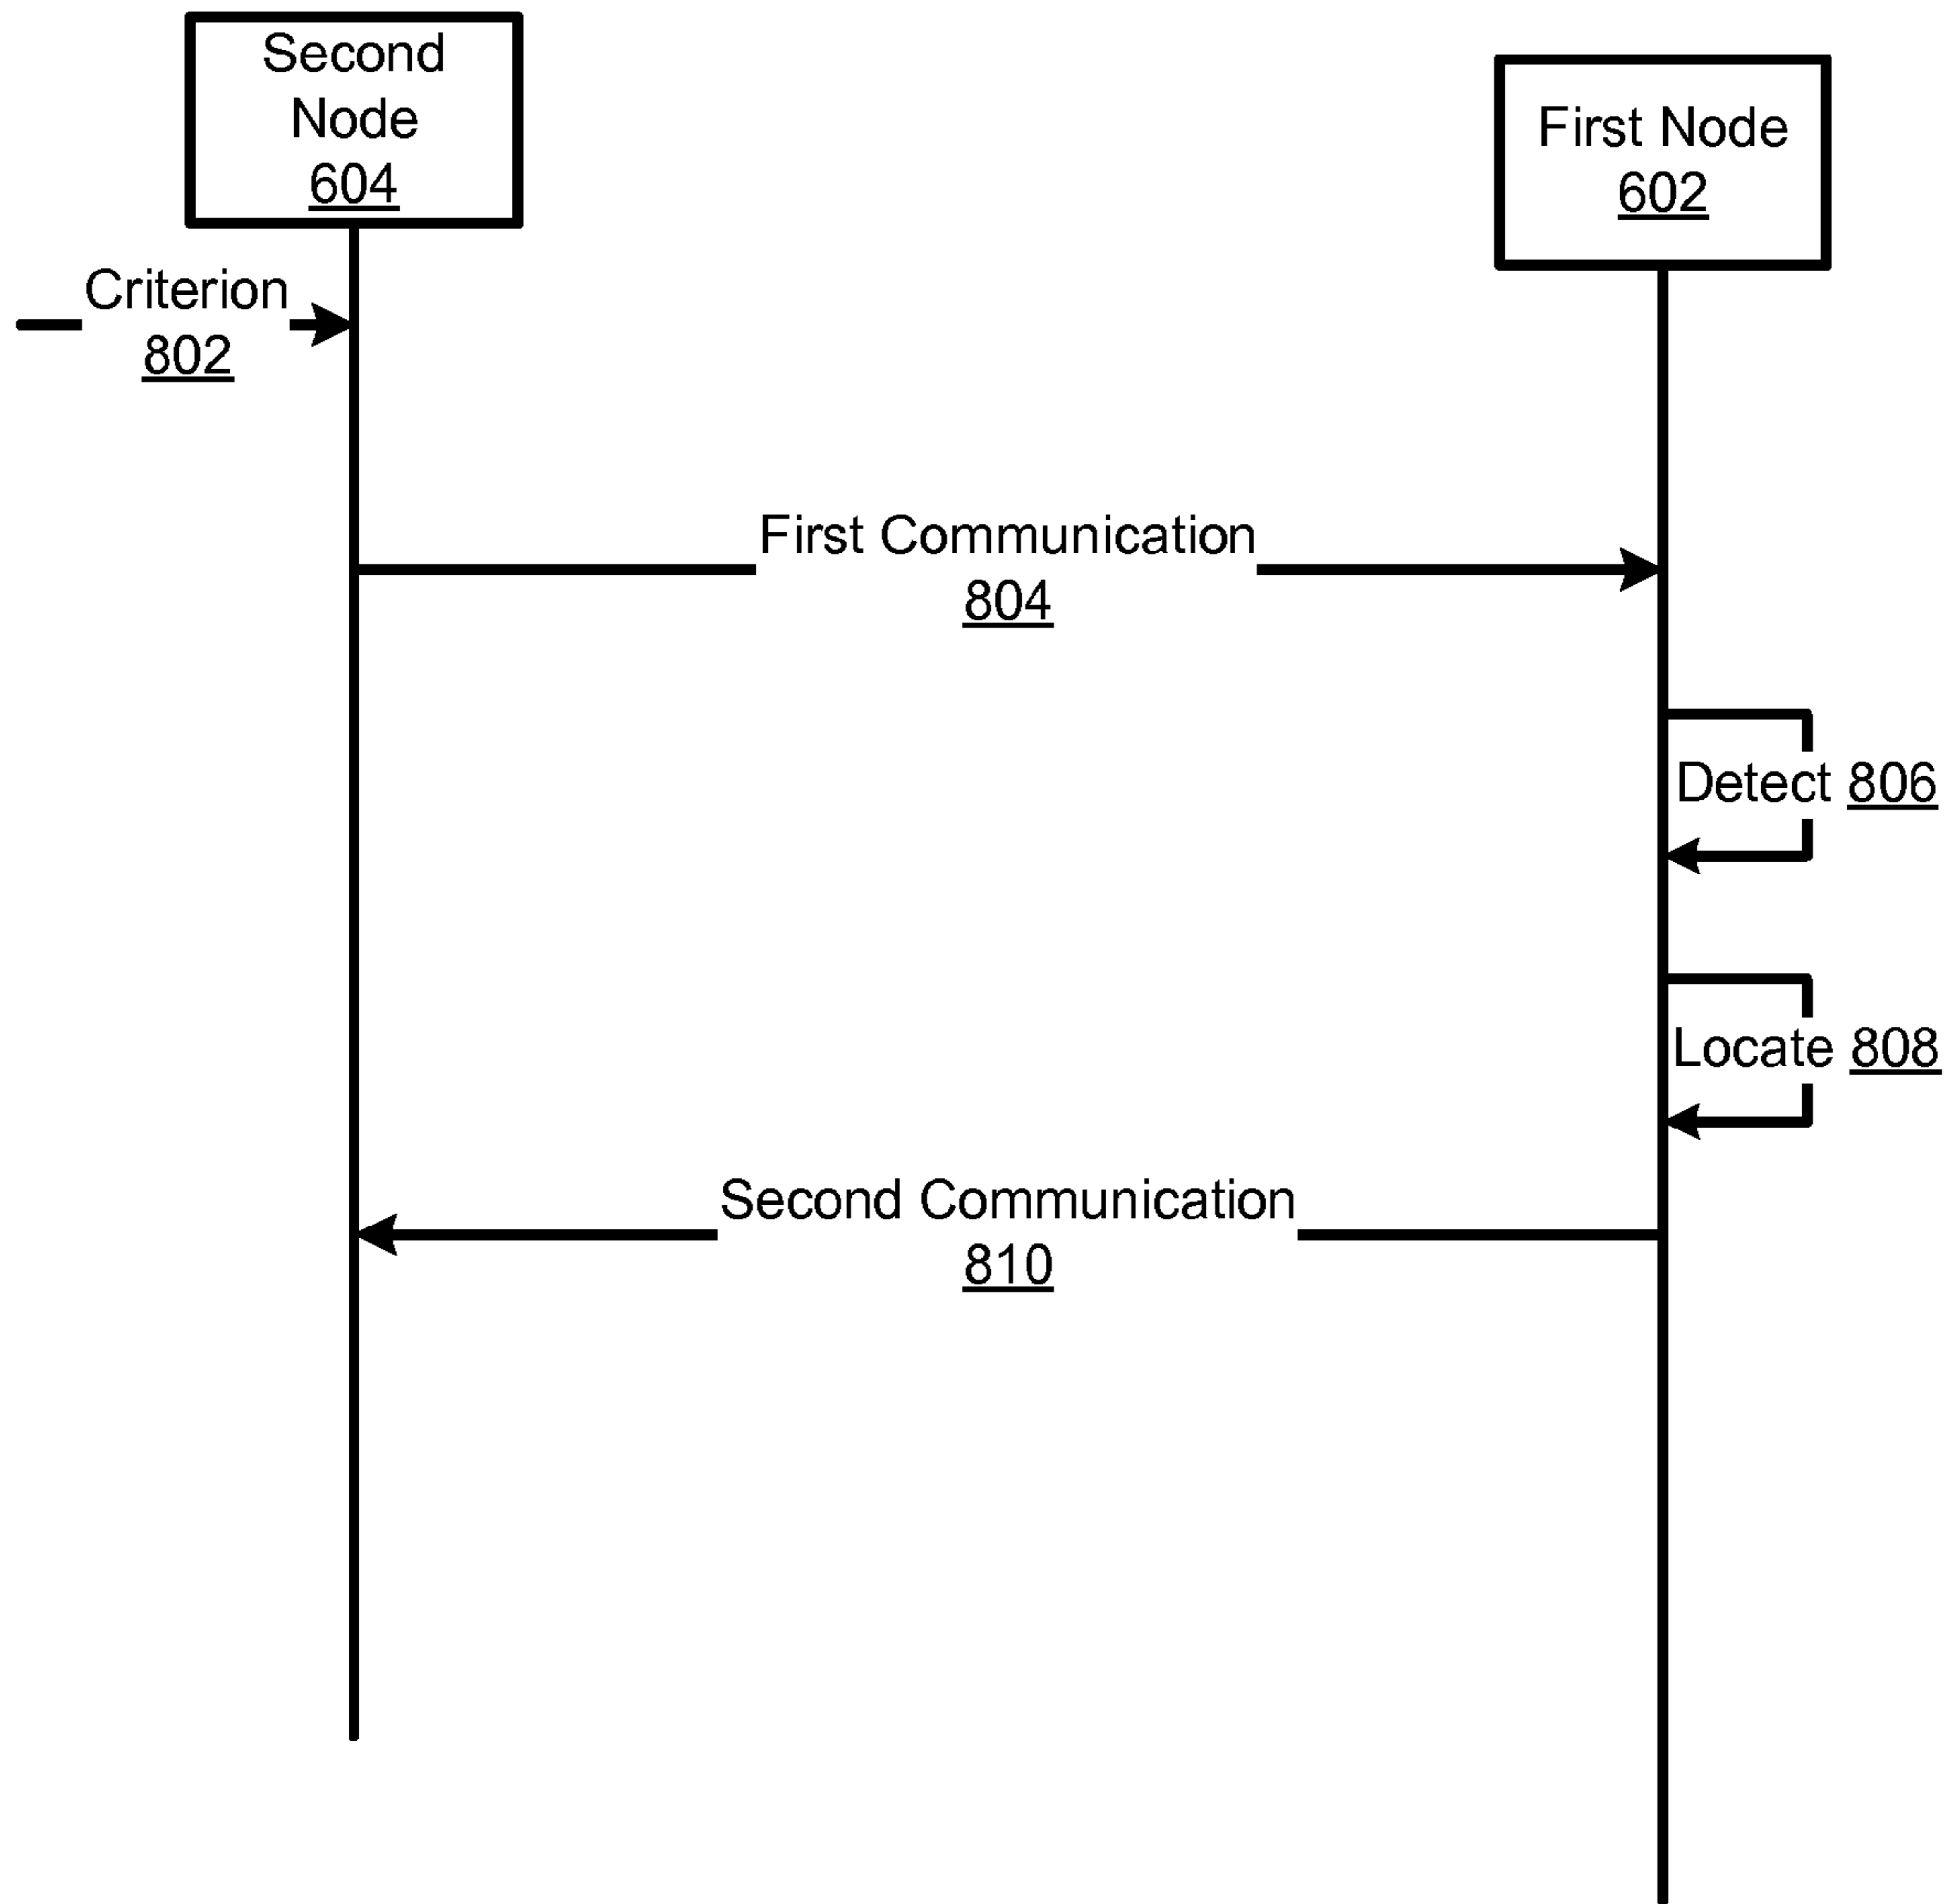 Second
Node
604
First Node
602
Criterion
802
First Communication
804
Detect 806
Locate 808
Second Communication
810